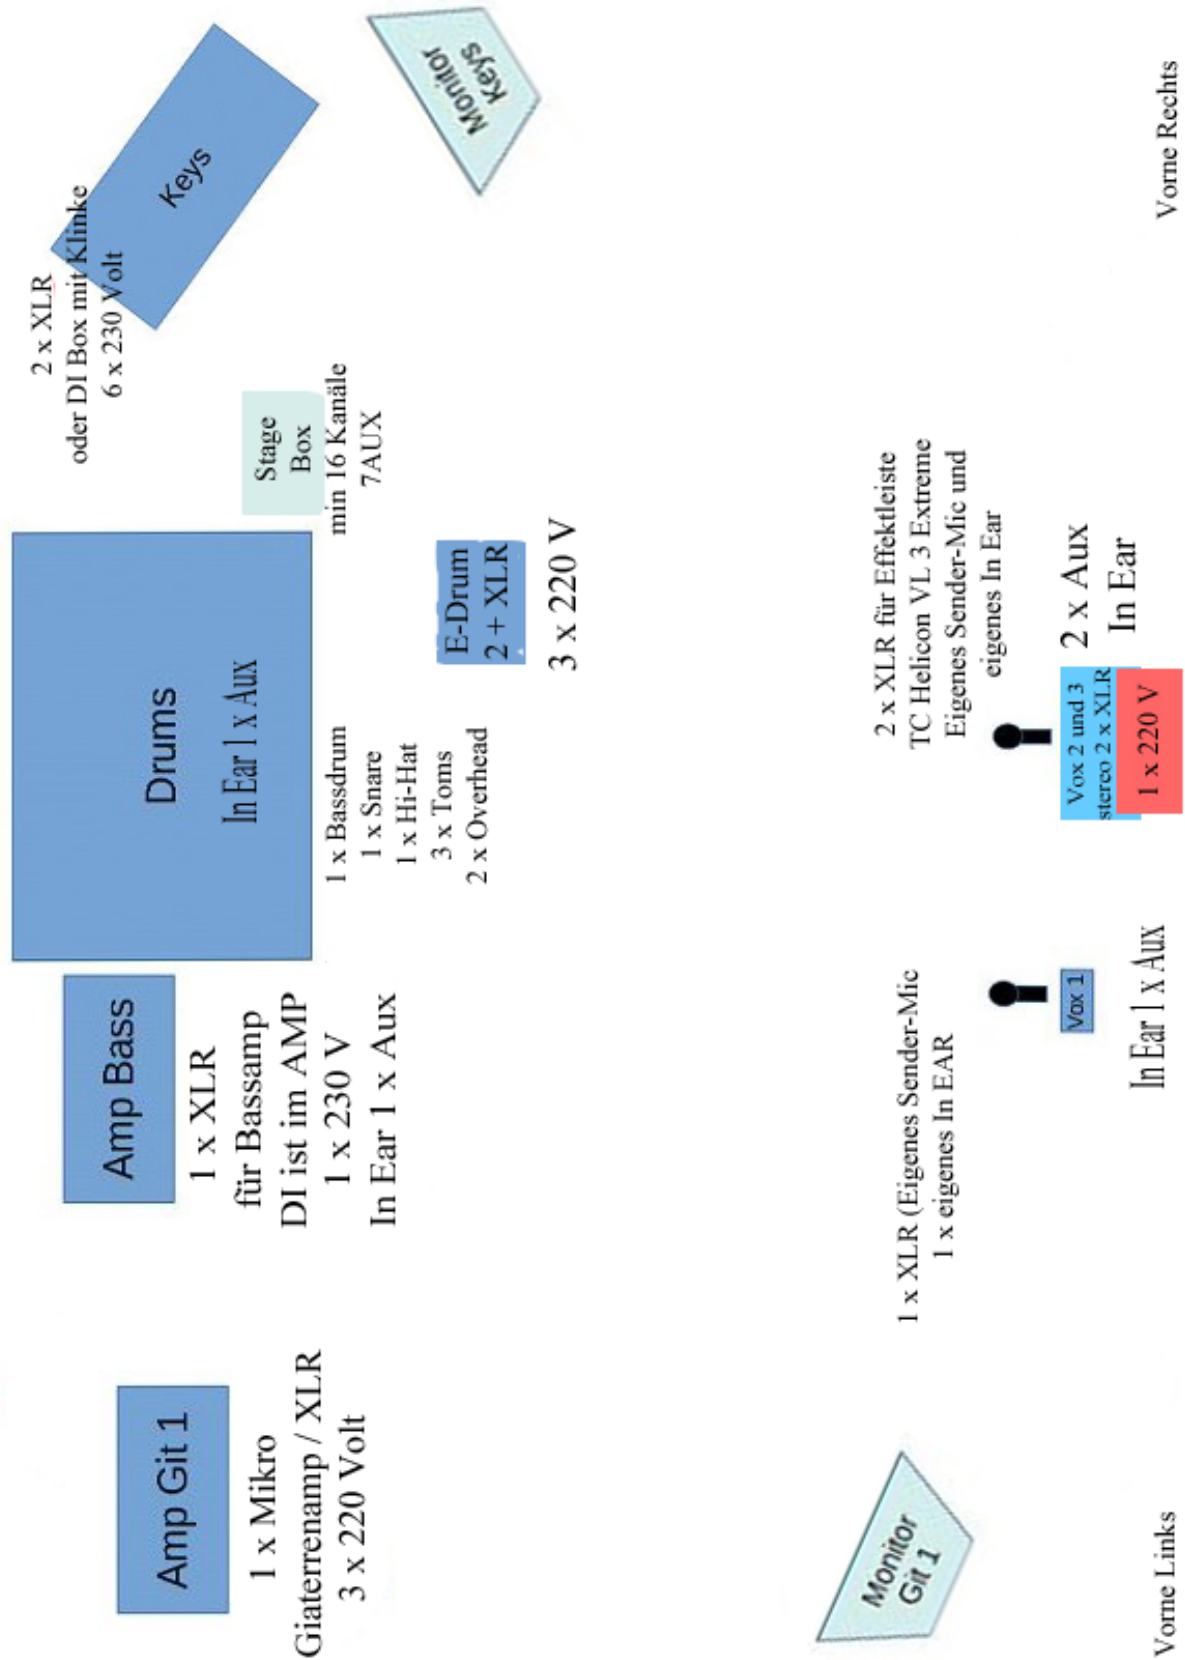 Amp Git 1
1 x Mikro
Giaterrenamp / XLR
3 x 220 Volt
Amp Bass
1 x XLR
für Bassamp
DI ist im AMP
1 x 230 V
In Ear 1 x Aux
Drums
In Ear 1 x Aux
1 x Bassdrum
1 x Snare
1 x Hi-Hat
3 x Toms
2 x Overhead
E-Drum
2 + XLR
3 x 220 V
Stage
Box
min 16 Kanäle
7AUX
2 x XLR
oder DI Box mit Klinke
6 x 230 Volt
Keys
Monitor
Keys
Monitor
Git 1
1 x XLR (Eigenes Sender-Mic
1 x eigenes In EAR
Vox 1
In Ear 1 x Aux
2 x XLR für Effektleiste
TC Helicon VL 3 Extreme
Eigenes Sender-Mic und
eigenes In Ear
Vox 2 und 3
stereo 2 x XLR
1 x 220 V
2 x Aux
In Ear
Vorne Links
Vorne Rechts